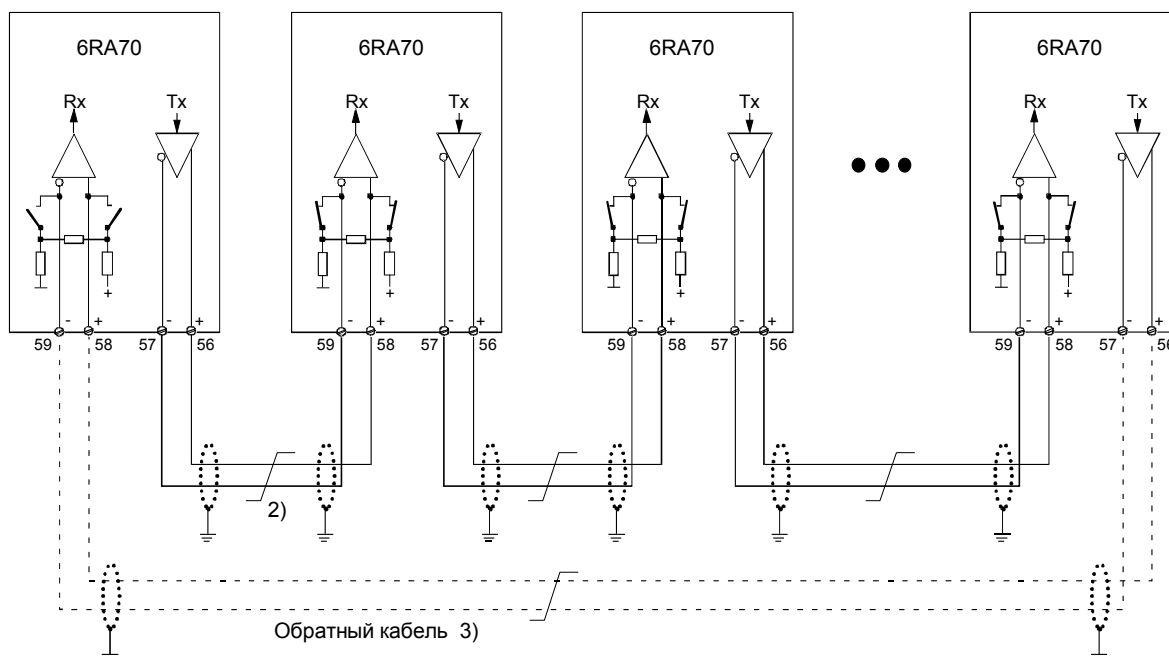 6RA70 6RA70 6RA70 6RA70
Rx Tx Rx Tx Rx Tx Rx Tx
+ + + +
- + - + - + - + - + - + - + - +
59 58 57 56 59 58 57 56 59 58 57 56 59 58 57 56
2)
Обратный кабель 3)